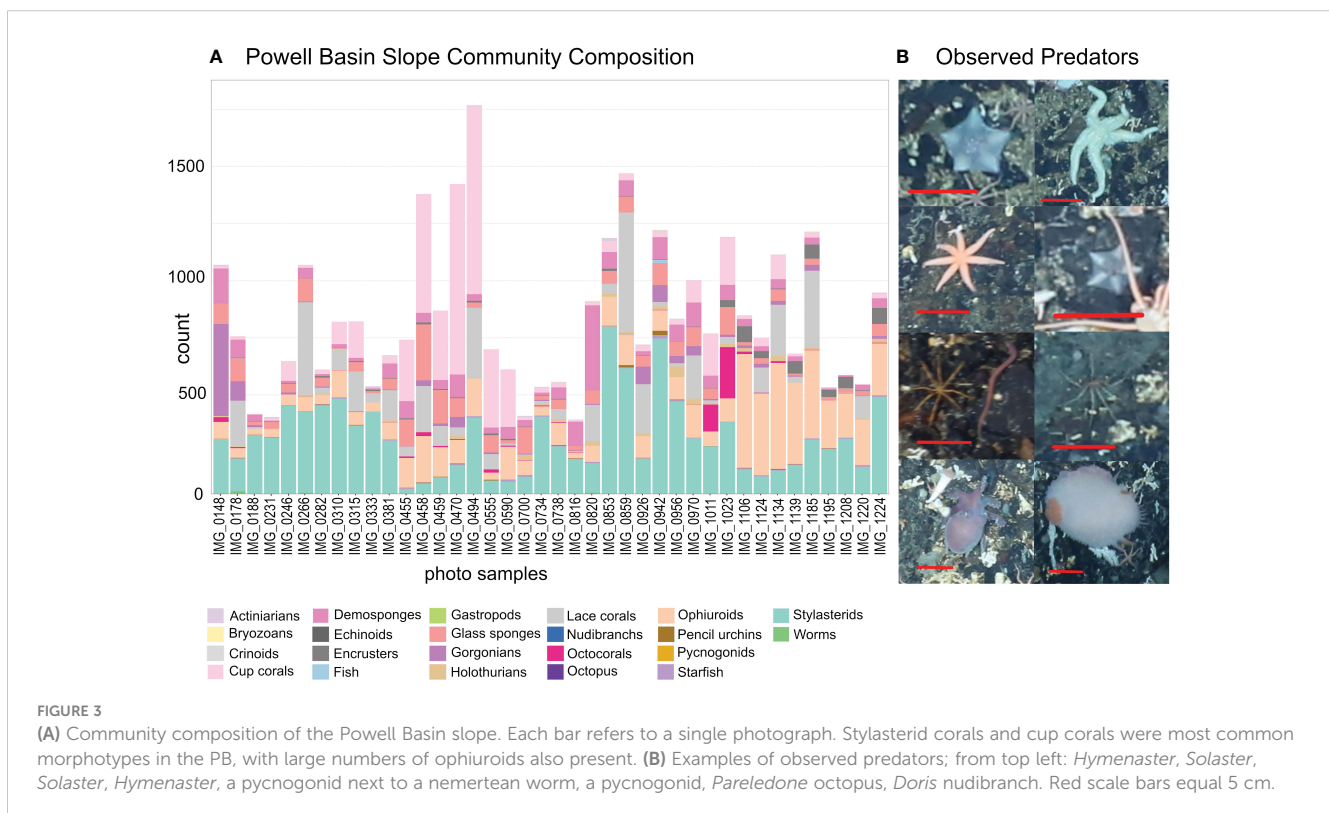 A Powell Basin Slope Community Composition
B Observed Predators
1500
1000
500
0
count
IMG_0148
IMG_0178
IMG_0188
IMG_0231
IMG_0246
IMG_0266
IMG_0282
IMG_0310
IMG_0315
IMG_0333
IMG_0381
IMG_0455
IMG_0458
IMG_0459
IMG_0470
IMG_0494
IMG_0555
IMG_0590
IMG_0700
IMG_0734
IMG_0738
IMG_0816
IMG_0820
IMG_0853
IMG_0859
IMG_0926
IMG_0942
IMG_0956
IMG_0970
IMG_1011
IMG_1023
IMG_1106
IMG_1124
IMG_1134
IMG_1139
IMG_1185
IMG_1195
IMG_1208
IMG_1220
IMG_1224
photo samples
Actiniarians Demosponges Gastropods Lace corals Ophiuroids Stylasterids
Bryozoans Echinoids Glass sponges Nudibranchs Pencil urchins Worms
Crinoids Encrusters Gorgonians Octocorals Pycnogonids
Cup corals Fish Holothurians Octopus Starfish
FIGURE 3
(A) Community composition of the Powell Basin slope. Each bar refers to a single photograph. Stylasterid corals and cup corals were most common
morphotypes in the PB, with large numbers of ophiuroids also present. (B) Examples of observed predators; from top left: Hymenaster, Solaster,
Solaster, Hymenaster, a pycnogonid next to a nemertean worm, a pycnogonid, Pareledone octopus, Doris nudibranch. Red scale bars equal 5 cm.